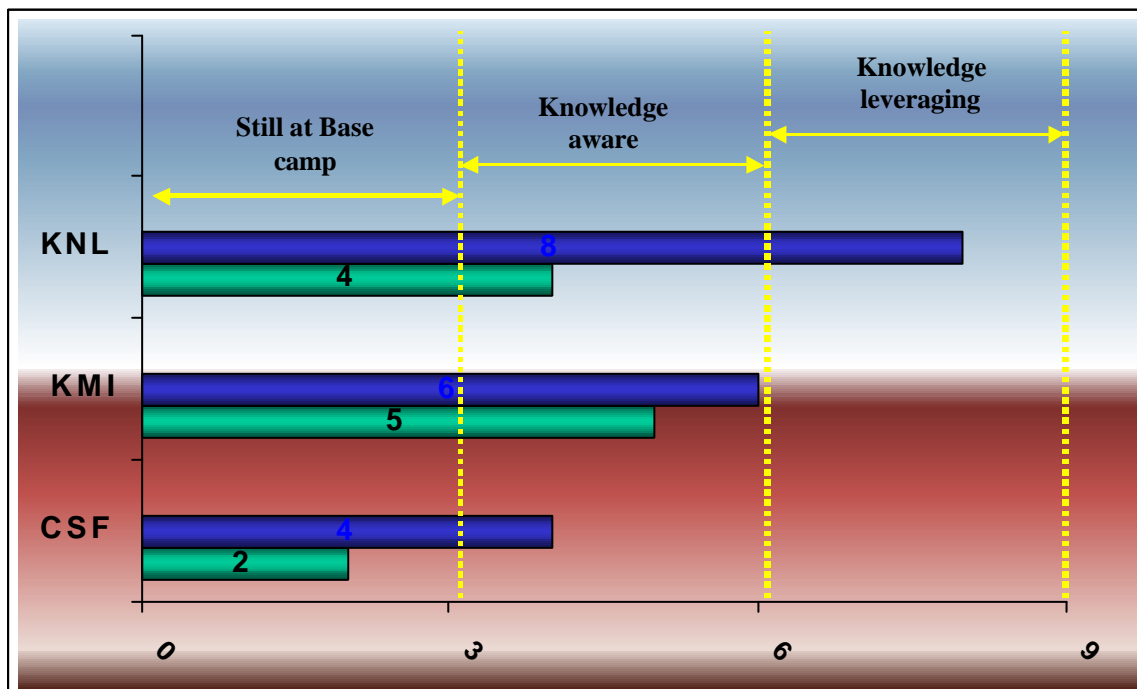 Knowledge
leveraging
Knowledge
aware
Still at Base
camp
KNL
8
4
KMI
6
5
CSF
4
2
0
3
6
9